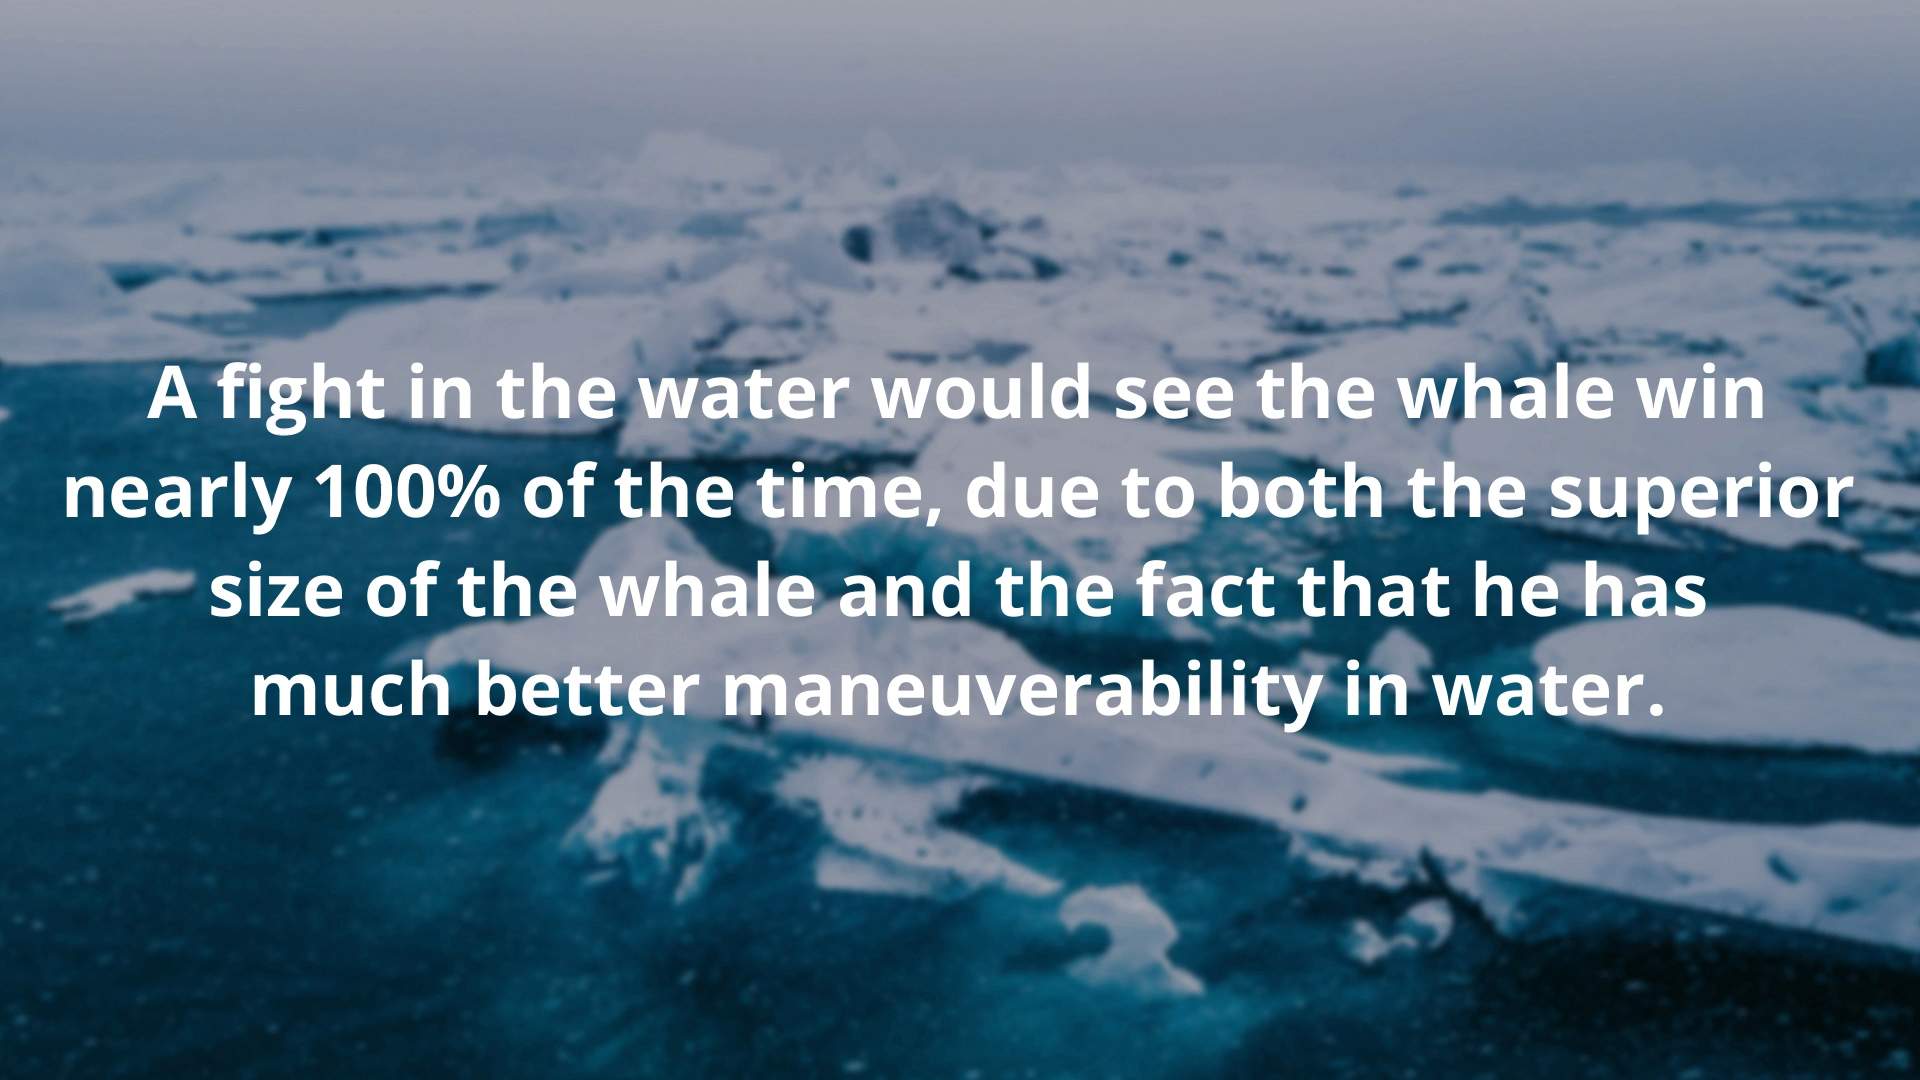 A fight in the water would see the whale win
nearly 100% of the time, due to both the superior
size of the whale and the fact that he has
much better maneuverability in water.